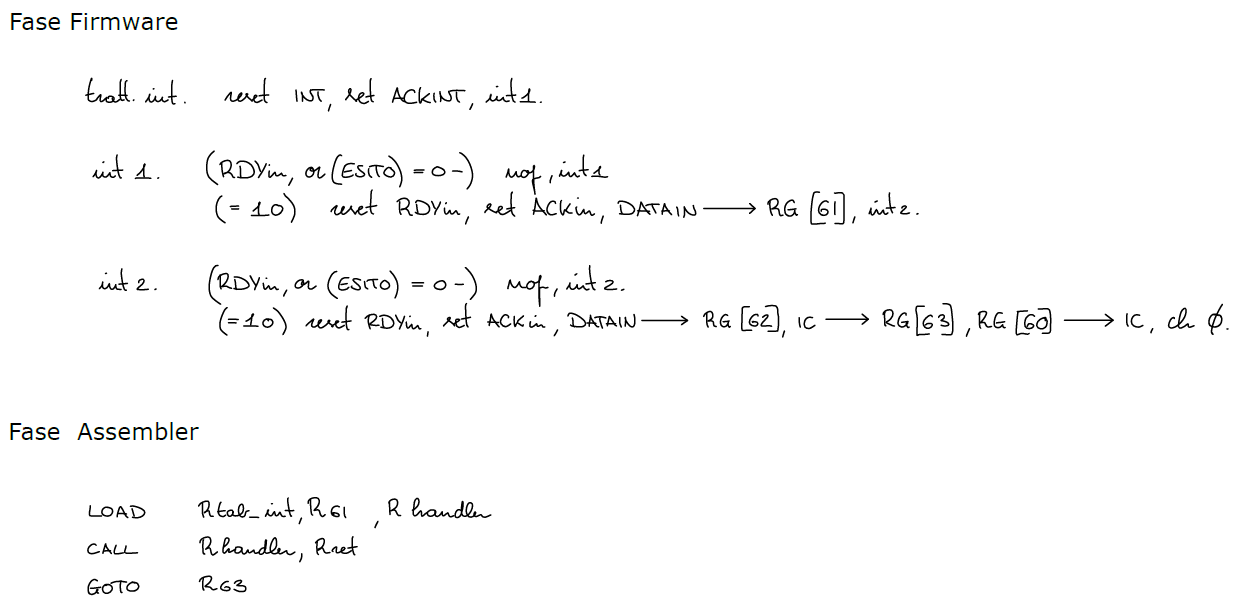 Fase Firmware
tratt. int. reset INT, set ACKINT, int1.
int 1. (RDYin, or (ESITO) = 0 -) nop, int1
(= 10) reset RDYin, set ACKin, DATAIN ⟶ RG [61], int2.
int 2. (RDYin, or (ESITO) = 0 -) nop, int 2.
(=10) reset RDYin, set ACKin, DATAIN ⟶ RG [62], IC ⟶ RG[63], RG [60] ⟶ IC, ch ∅.
Fase Assembler
LOAD Rtab_int, R61, Rhandler
CALL Rhandler, Rret
GOTO R63